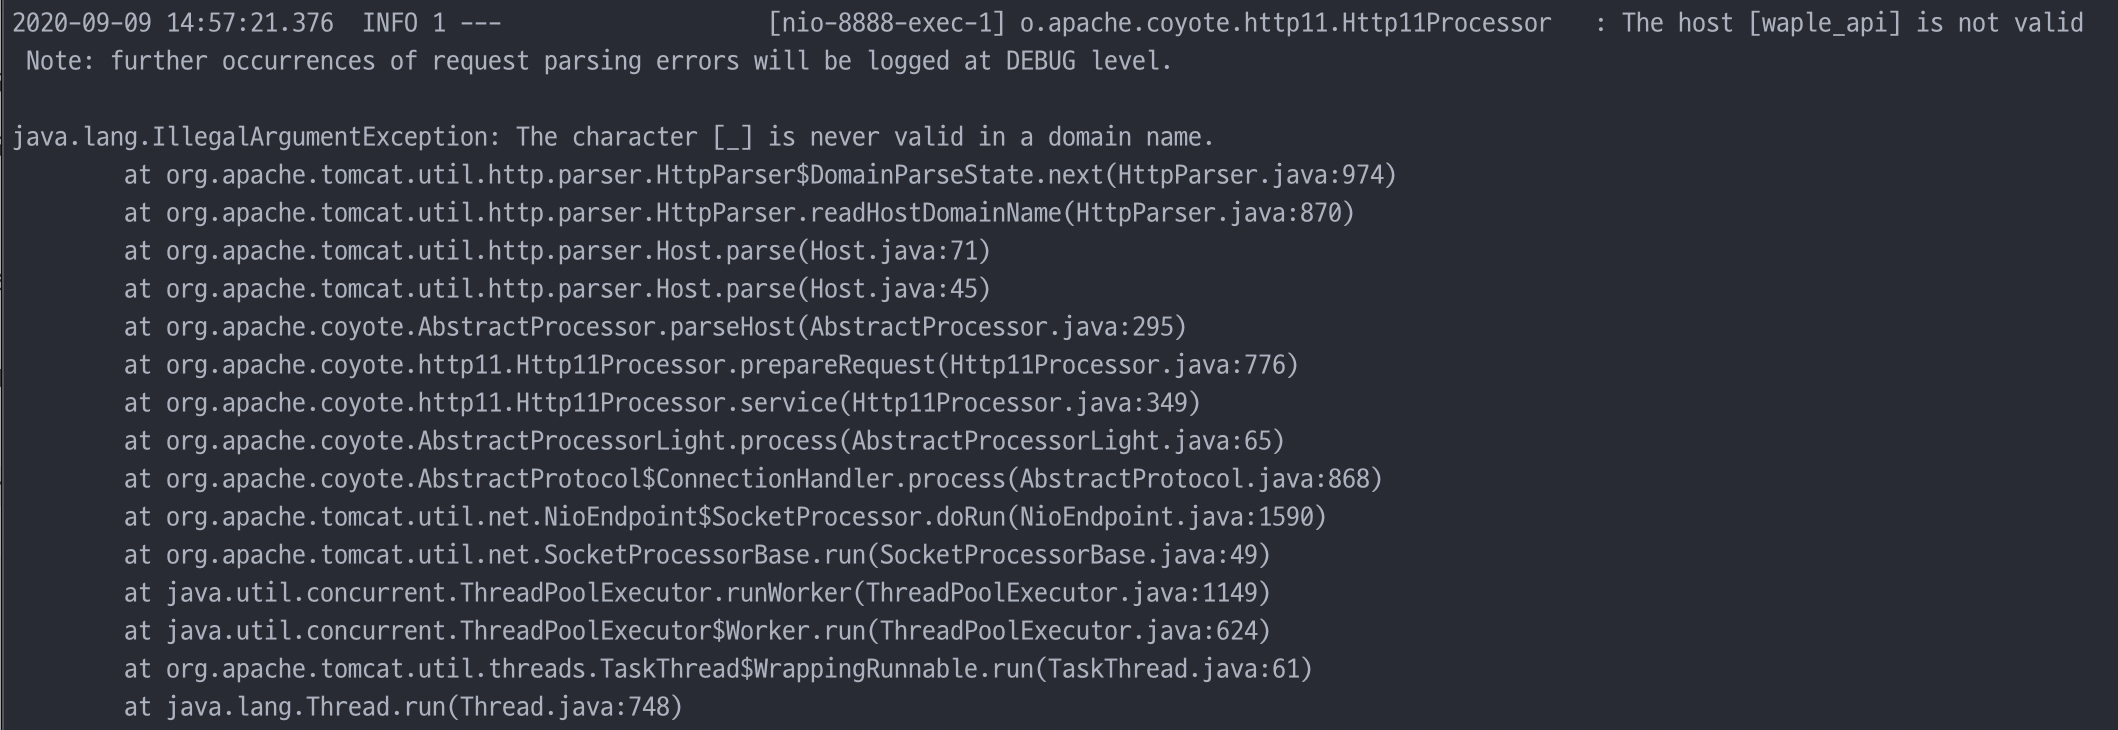 2020-09-09 14:57:21.376  INFO 1 --- [nio-8888-exec-1] o.apache.coyote.http11.Http11Processor   : The host [waple_api] is not valid
 Note: further occurrences of request parsing errors will be logged at DEBUG level.
java.lang.IllegalArgumentException: The character [_] is never valid in a domain name.
        at org.apache.tomcat.util.http.parser.HttpParser$DomainParseState.next(HttpParser.java:974)
        at org.apache.tomcat.util.http.parser.HttpParser.readHostDomainName(HttpParser.java:870)
        at org.apache.tomcat.util.http.parser.Host.parse(Host.java:71)
        at org.apache.tomcat.util.http.parser.Host.parse(Host.java:45)
        at org.apache.coyote.AbstractProcessor.parseHost(AbstractProcessor.java:295)
        at org.apache.coyote.http11.Http11Processor.prepareRequest(Http11Processor.java:776)
        at org.apache.coyote.http11.Http11Processor.service(Http11Processor.java:349)
        at org.apache.coyote.AbstractProcessorLight.process(AbstractProcessorLight.java:65)
        at org.apache.coyote.AbstractProtocol$ConnectionHandler.process(AbstractProtocol.java:868)
        at org.apache.tomcat.util.net.NioEndpoint$SocketProcessor.doRun(NioEndpoint.java:1590)
        at org.apache.tomcat.util.net.SocketProcessorBase.run(SocketProcessorBase.java:49)
        at java.util.concurrent.ThreadPoolExecutor.runWorker(ThreadPoolExecutor.java:1149)
        at java.util.concurrent.ThreadPoolExecutor$Worker.run(ThreadPoolExecutor.java:624)
        at org.apache.tomcat.util.threads.TaskThread$WrappingRunnable.run(TaskThread.java:61)
        at java.lang.Thread.run(Thread.java:748)